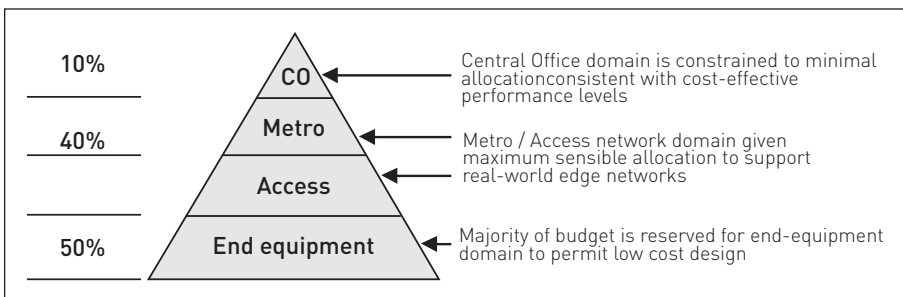 10%
CO
Central Office domain is constrained to minimal
allocationconsistent with cost-effective
performance levels
40%
Metro
Metro / Access network domain given
maximum sensible allocation to support
real-world edge networks
Access
50%
End equipment
Majority of budget is reserved for end-equipment
domain to permit low cost design